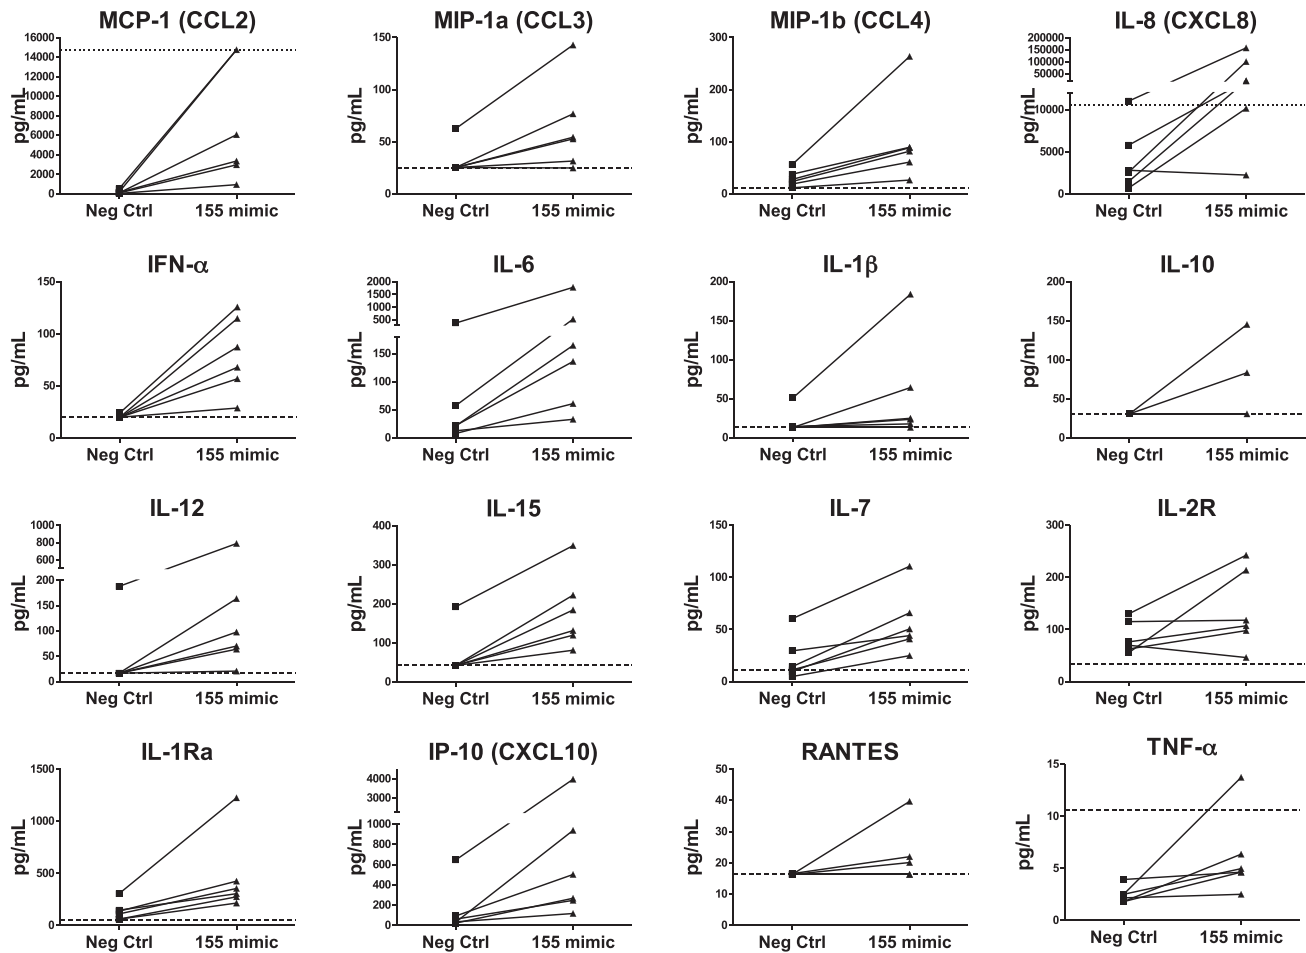 MCP-1 (CCL2)
16000
14000
12000
10000
8000
6000
4000
2000
0
pg/mL
Neg Ctrl
155 mimic
MIP-1a (CCL3)
150
100
50
0
pg/mL
Neg Ctrl
155 mimic
MIP-1b (CCL4)
300
200
100
0
pg/mL
Neg Ctrl
155 mimic
IL-8 (CXCL8)
200000
150000
100000
50000
10000
5000
0
pg/mL
Neg Ctrl
155 mimic
IFN-α
150
100
50
0
pg/mL
Neg Ctrl
155 mimic
IL-6
2000
1500
1000
500
150
100
50
0
pg/mL
Neg Ctrl
155 mimic
IL-1β
200
150
100
50
0
pg/mL
Neg Ctrl
155 mimic
IL-10
200
150
100
50
0
pg/mL
Neg Ctrl
155 mimic
IL-12
1000
800
600
200
150
100
50
0
pg/mL
Neg Ctrl
155 mimic
IL-15
400
300
200
100
0
pg/mL
Neg Ctrl
155 mimic
IL-7
150
100
50
0
pg/mL
Neg Ctrl
155 mimic
IL-2R
300
200
100
0
pg/mL
Neg Ctrl
155 mimic
IL-1Ra
1500
1000
500
0
pg/mL
Neg Ctrl
155 mimic
IP-10 (CXCL10)
4000
3000
1000
800
600
400
200
0
pg/mL
Neg Ctrl
155 mimic
RANTES
50
40
30
20
10
0
pg/mL
Neg Ctrl
155 mimic
TNF-α
15
10
5
0
pg/mL
Neg Ctrl
155 mimic